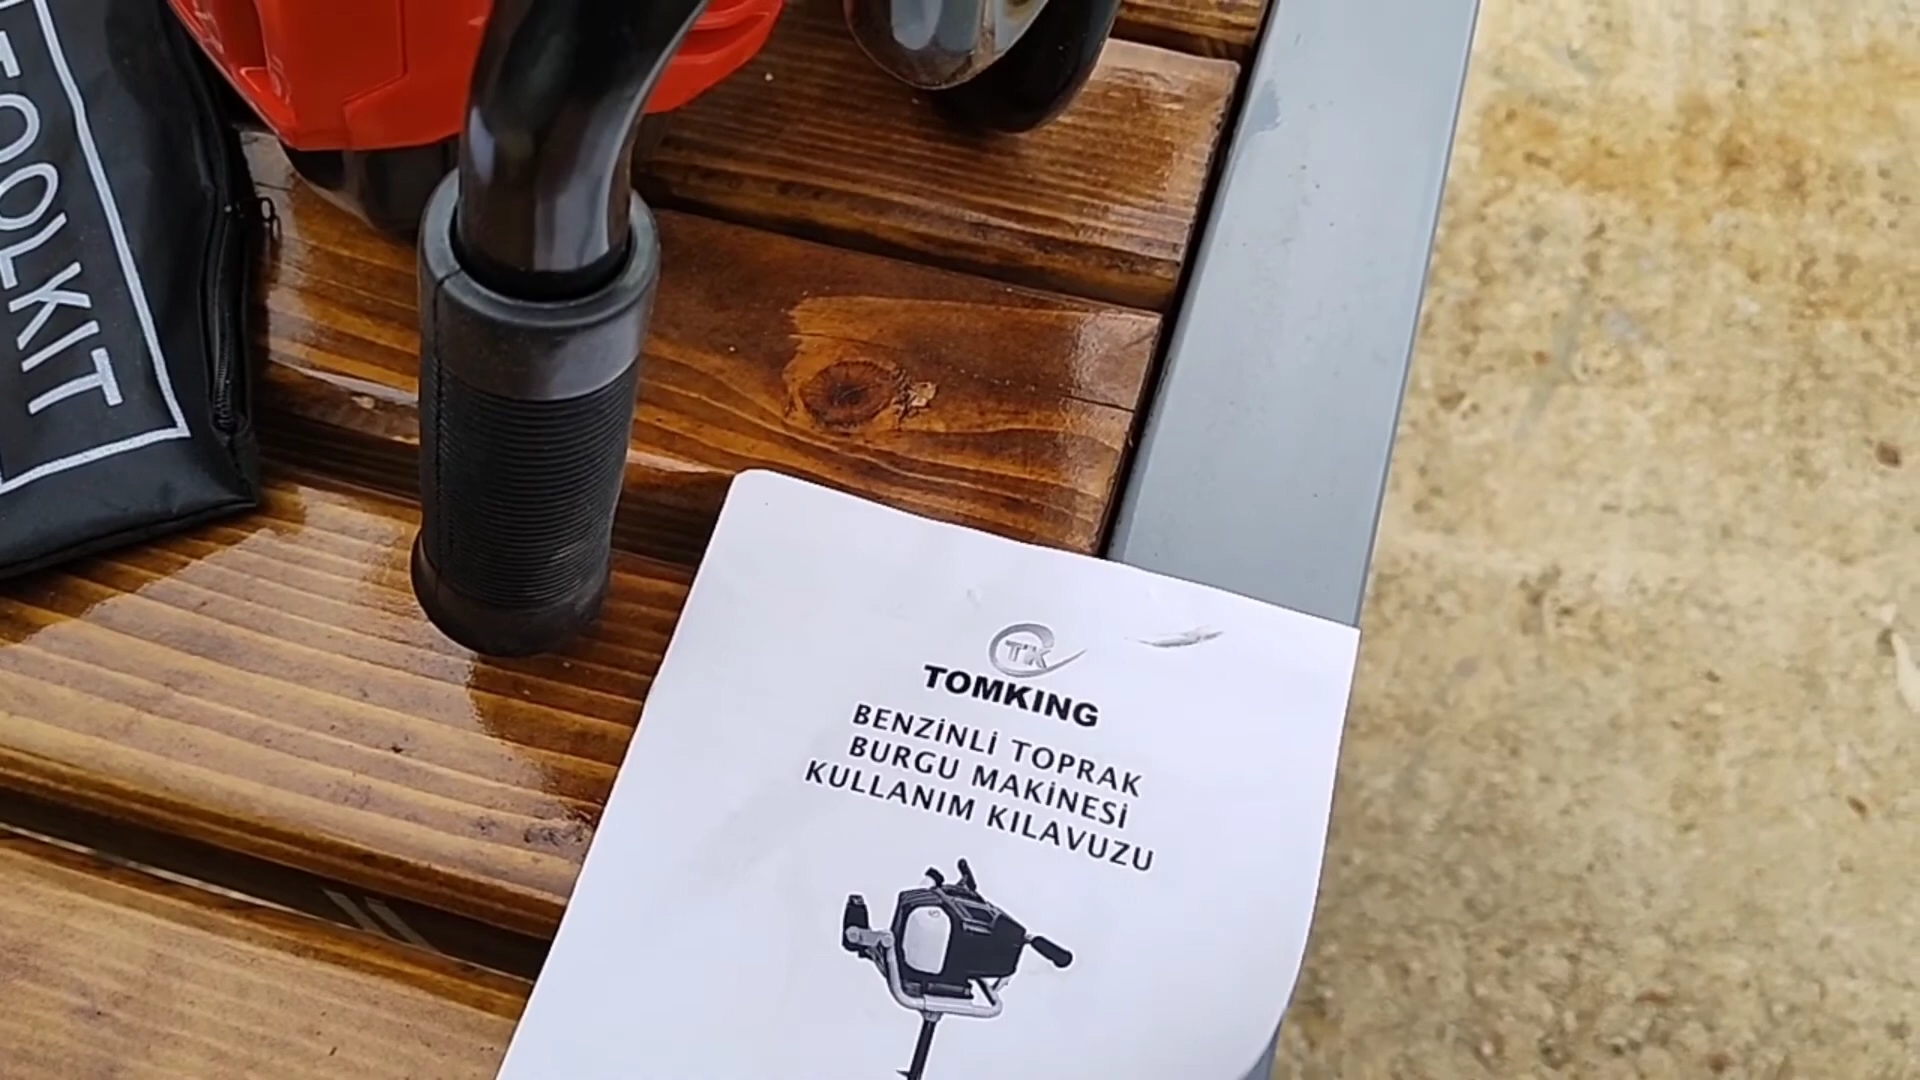 TOOLKIT
TK
TOMKING
BENZİNLİ TOPRAK
BURGU MAKİNESİ
KULLANIM KILAVUZU